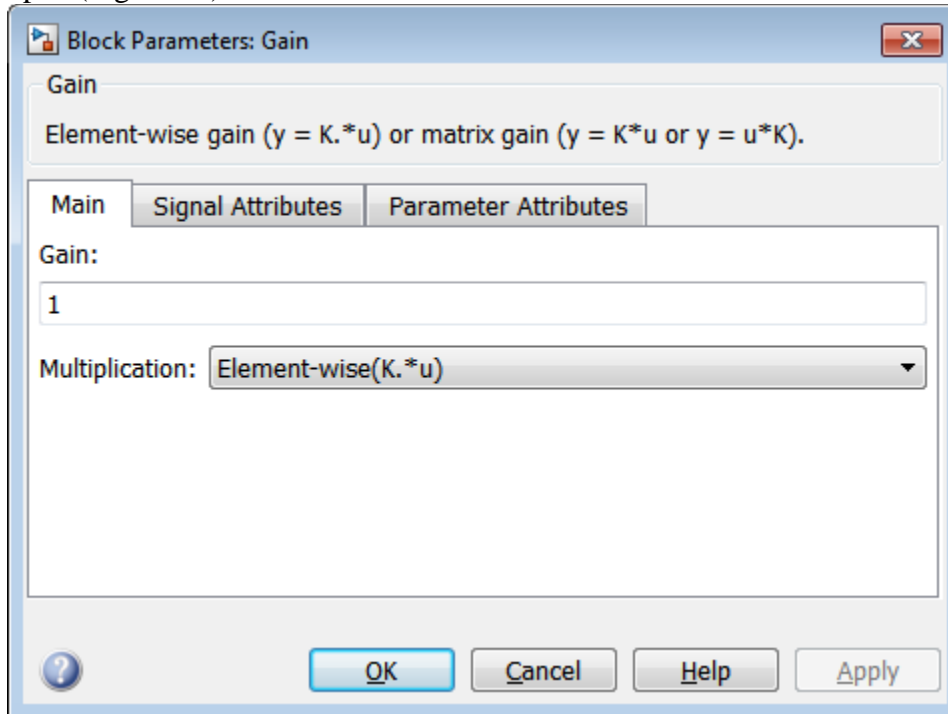 Block Parameters: Gain
Gain
Element-wise gain (y = K.*u) or matrix gain (y = K*u or y = u*K).
Main Signal Attributes Parameter Attributes
Gain:
1
Multiplication: Element-wise(K.*u)
? OK Cancel Help Apply